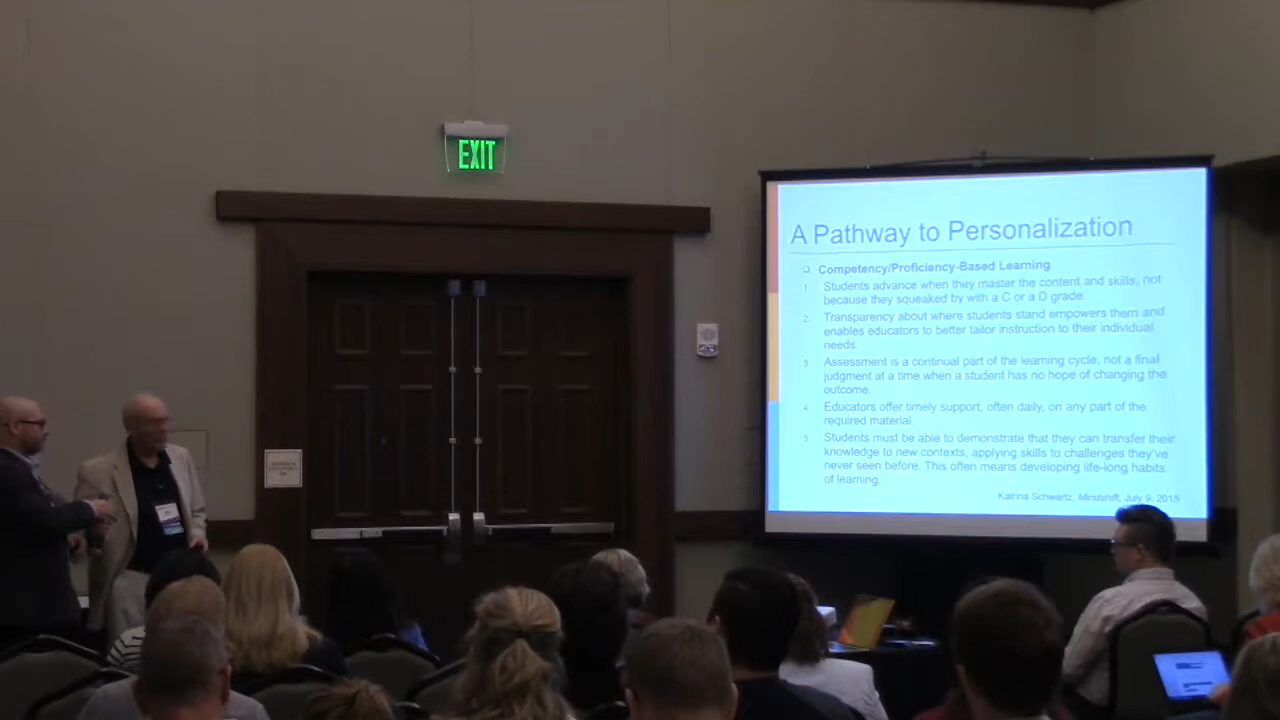 EXIT
A Pathway to Personalization
Competency/Proficiency-Based Learning
1. Students advance when they master the content and skills, not
because they squeaked by with a C or a D grade.
2. Transparency about where students stand empowers them and
enables educators to better tailor instruction to their individual
needs.
3. Assessment is a continual part of the learning cycle, not a final
judgment at a time when a student has no hope of changing the
outcome.
4. Educators offer timely support, often daily, on any part of the
required material.
5. Students must be able to demonstrate that they can transfer their
knowledge to new contexts, applying skills to challenges they've
never seen before. This often means developing life-long habits
of learning.
Katrina Schwartz, Mindshift, July 9, 2015